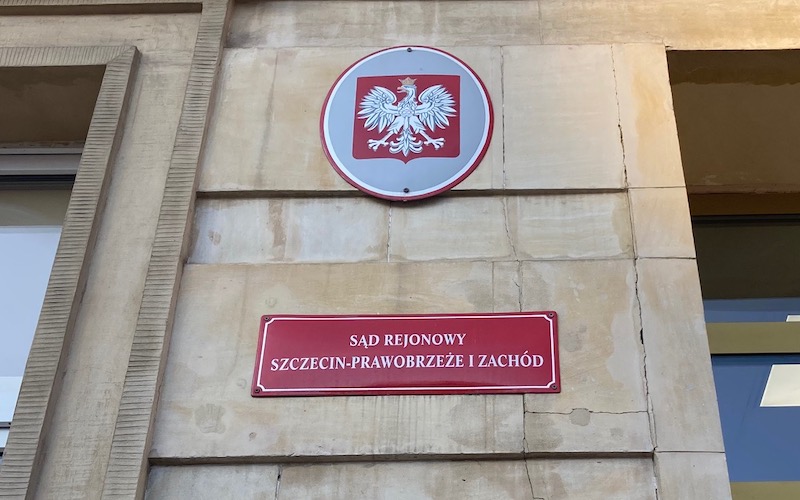 SĄD REJONOWY
SZCZECIN-PRAWOBRZEŻE I ZACHÓD